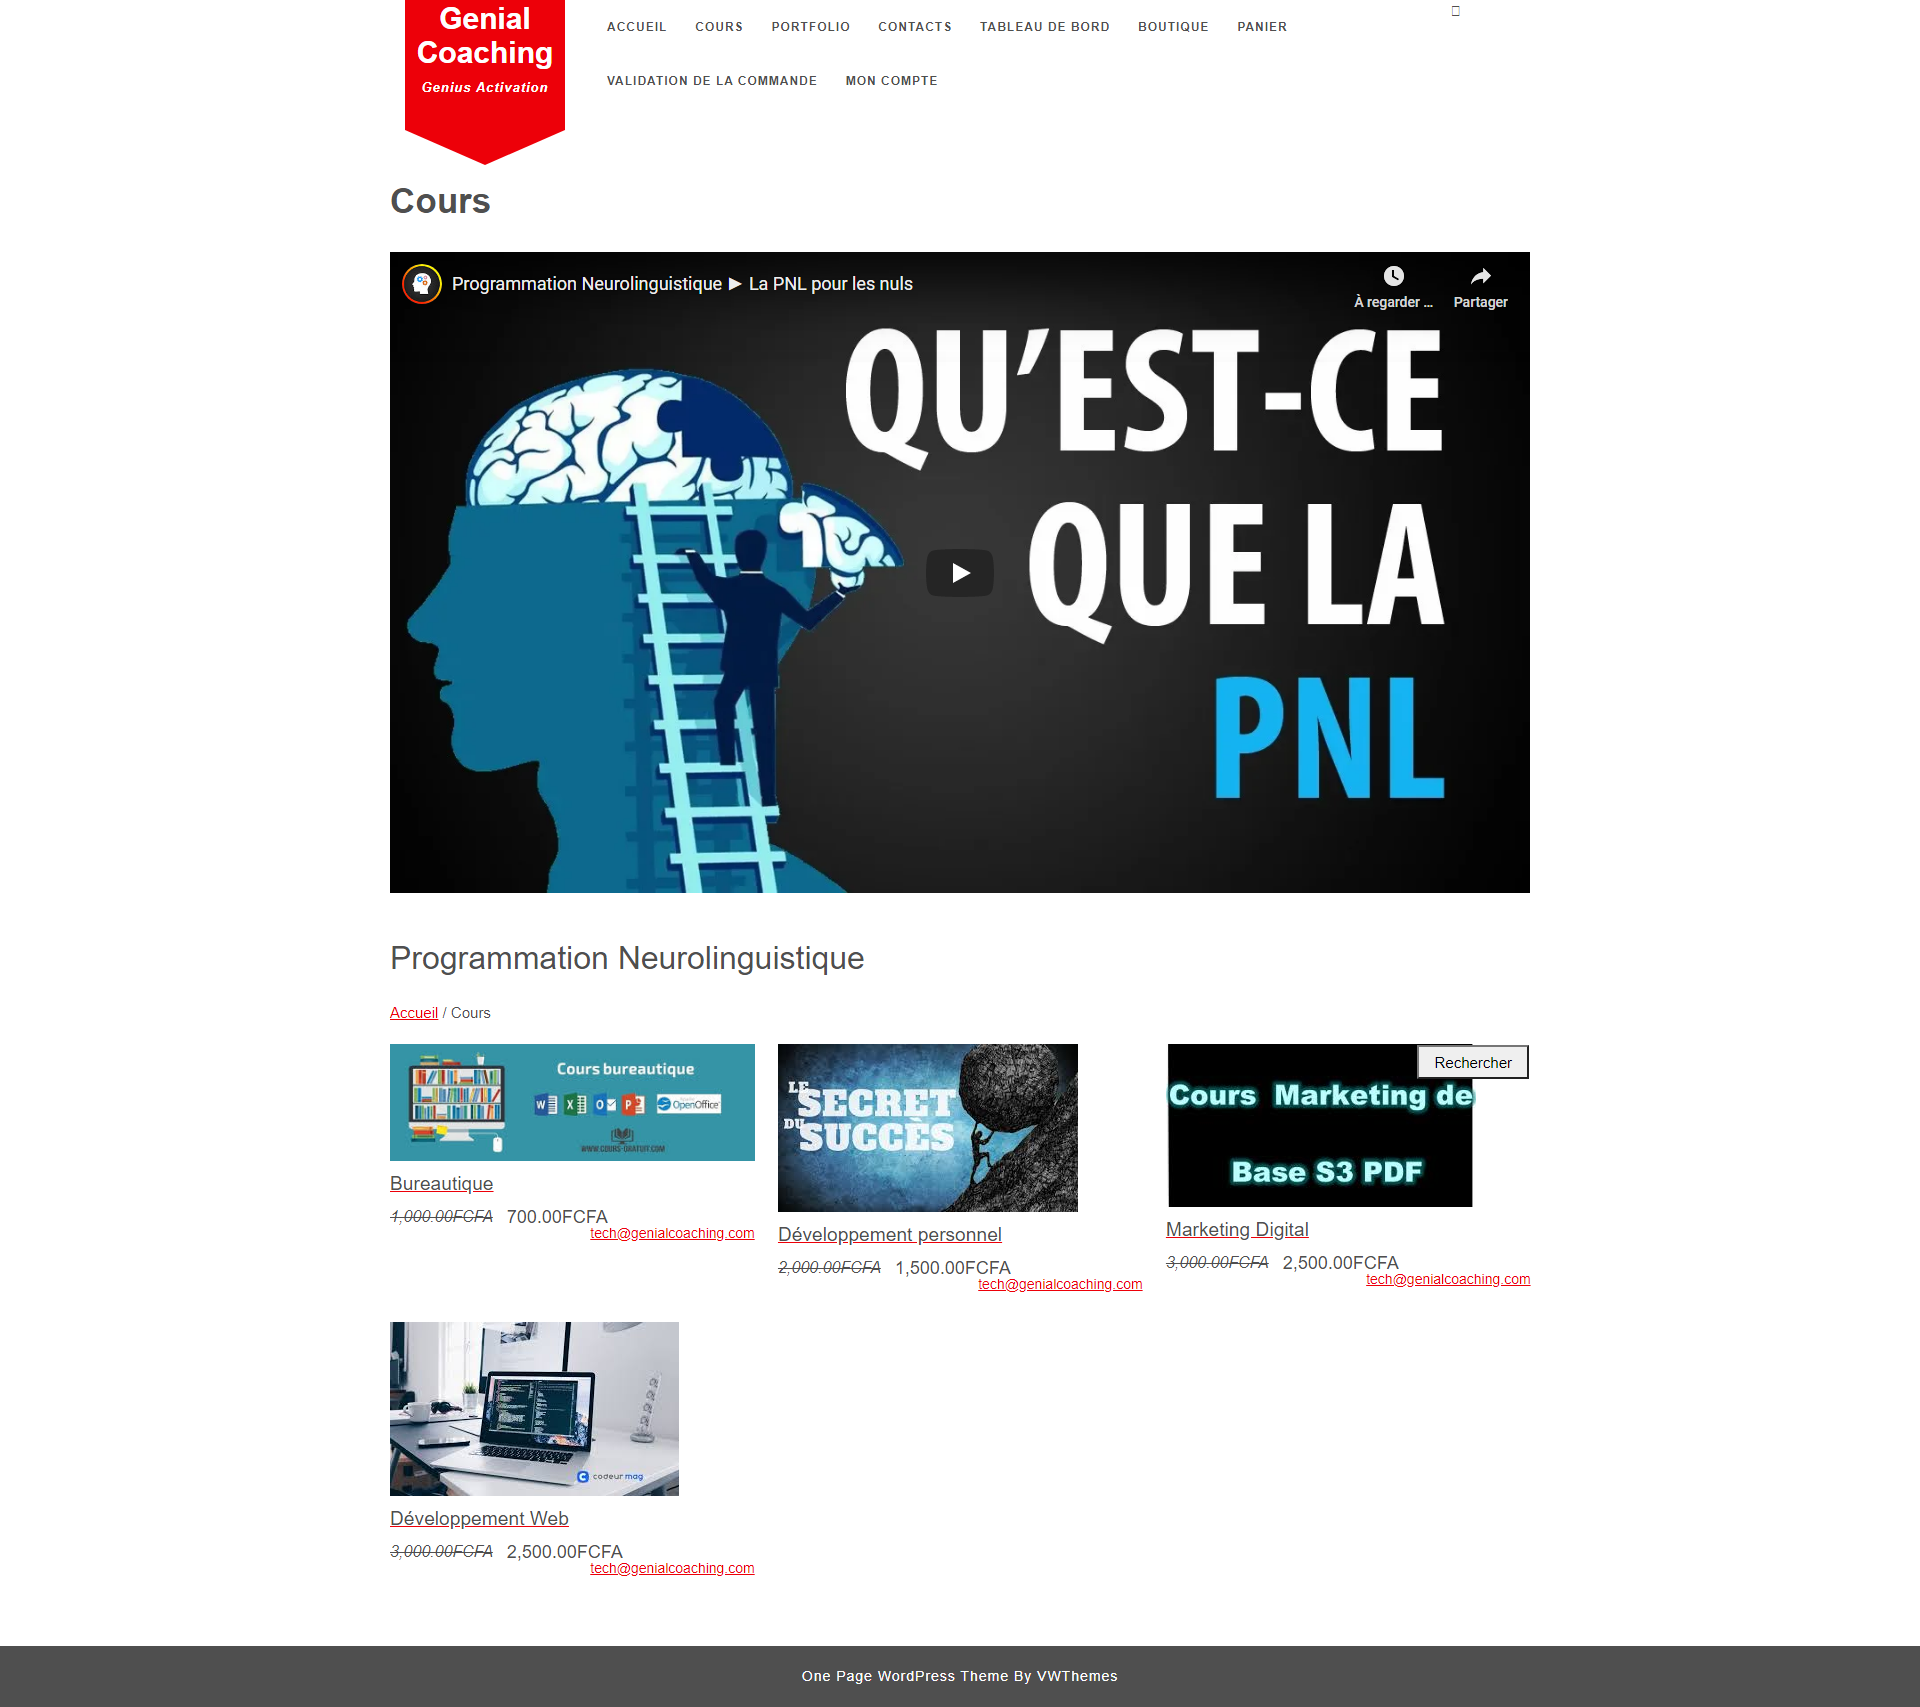 Genial
Coaching
Genius Activation
ACCUEIL COURS PORTFOLIO CONTACTS TABLEAU DE BORD BOUTIQUE PANIER
VALIDATION DE LA COMMANDE MON COMPTE
Cours
Programmation Neurolinguistique ► La PNL pour les nuls
À regarder ... Partager
QU'EST-CE
QUE LA
PNL
Programmation Neurolinguistique
Accueil / Cours
Cours bureautique
OpenOffice
WWW.COURS-GRATUIT.COM
Bureautique
1,000.00FCFA 700.00FCFA
tech@genialcoaching.com
LE SECRET
DU SUCCÈS
Développement personnel
2,000.00FCFA 1,500.00FCFA
tech@genialcoaching.com
Rechercher
Cours Marketing de
Base S3 PDF
Marketing Digital
3,000.00FCFA 2,500.00FCFA
tech@genialcoaching.com
codeur mag
Développement Web
3,000.00FCFA 2,500.00FCFA
tech@genialcoaching.com
One Page WordPress Theme By VWThemes